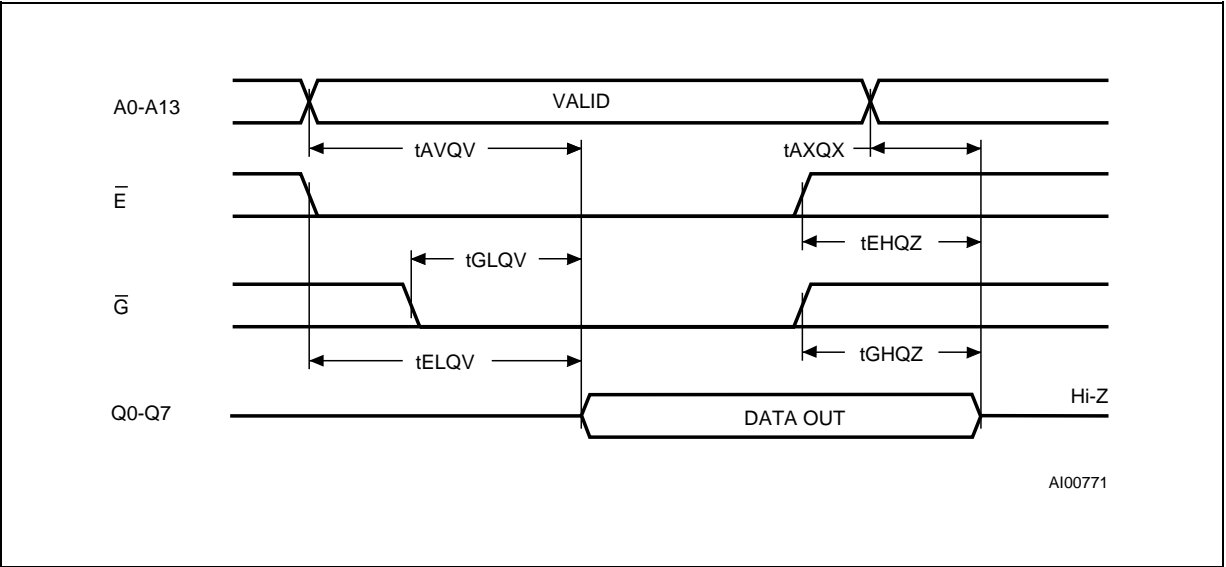 A0-A13
VALID
tAVQV
tAXQX
E̅
tEHQZ
tGLQV
G̅
tGHQZ
tELQV
Q0-Q7
DATA OUT
Hi-Z
AI00771